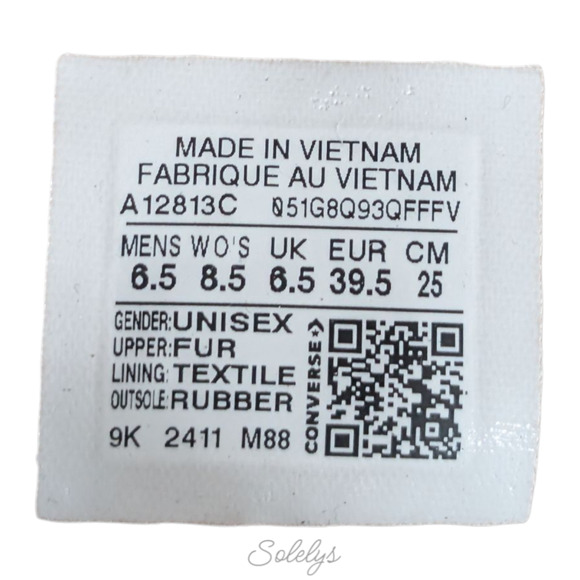 MADE IN VIETNAM
FABRIQUE AU VIETNAM
A12813C 051G8Q93QFFFV
MENS WO'S UK EUR CM
6.5 8.5 6.5 39.5 25
GENDER:UNISEX
UPPER:FUR
LINING:TEXTILE
OUTSOLE:RUBBER
9K 2411 M88
CONVERSE
Solelys